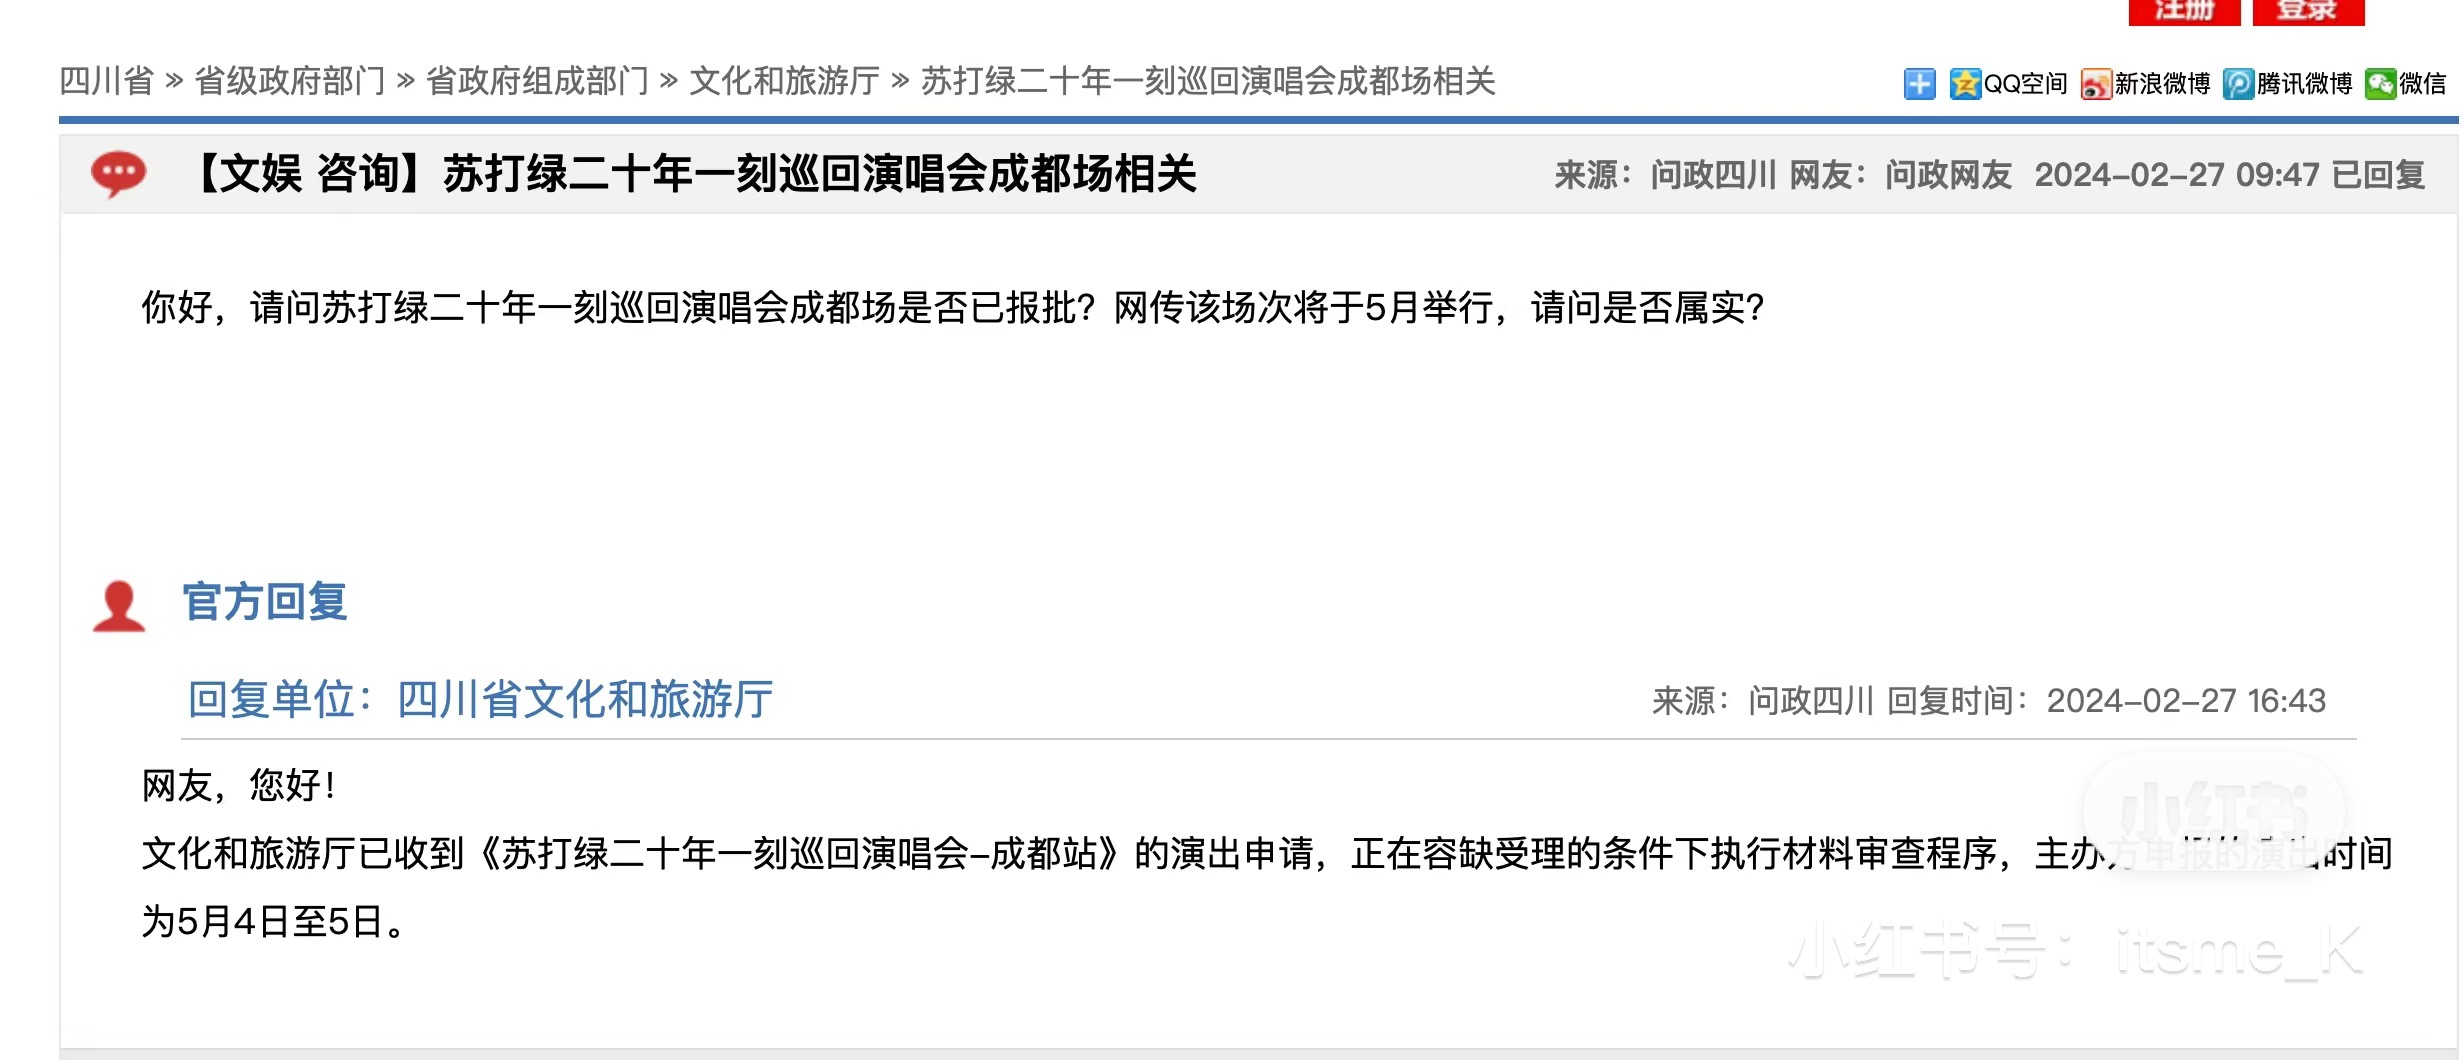 注册 登录
四川省 » 省级政府部门 » 省政府组成部门 » 文化和旅游厅 » 苏打绿二十年一刻巡回演唱会成都场相关 QQ空间 新浪微博 腾讯微博 微信
【文娱 咨询】苏打绿二十年一刻巡回演唱会成都场相关 来源：问政四川 网友：问政网友 2024-02-27 09:47 已回复
你好，请问苏打绿二十年一刻巡回演唱会成都场是否已报批？网传该场次将于5月举行，请问是否属实？
官方回复
回复单位：四川省文化和旅游厅 来源：问政四川 回复时间：2024-02-27 16:43
网友，您好！
文化和旅游厅已收到《苏打绿二十年一刻巡回演唱会-成都站》的演出申请，正在容缺受理的条件下执行材料审查程序，主办方申报的演出时间
为5月4日至5日。
小红书
小红书号：itsme_K